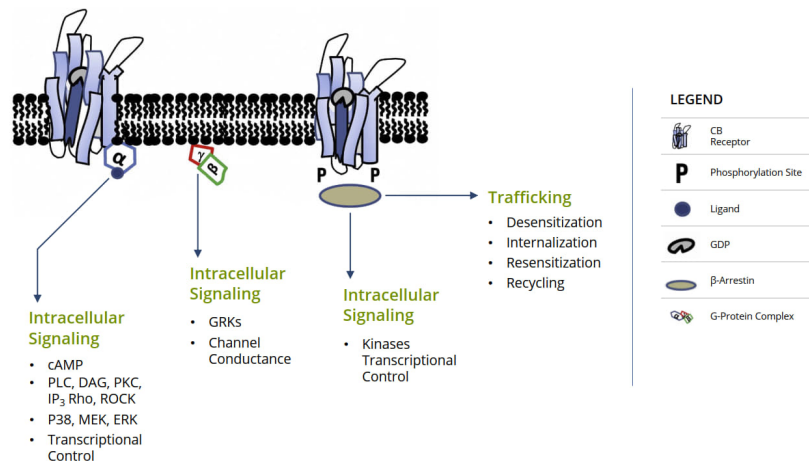 α
γ
β
P P
Intracellular
Signaling
• cAMP
• PLC, DAG, PKC,
IP₃ Rho, ROCK
• P38, MEK, ERK
• Transcriptional
Control
Intracellular
Signaling
• GRKs
• Channel
Conductance
Intracellular
Signaling
• Kinases
Transcriptional
Control
Trafficking
• Desensitization
• Internalization
• Resensitization
• Recycling
LEGEND
CB
Receptor
P Phosphorylation Site
Ligand
GDP
β-Arrestin
G-Protein Complex